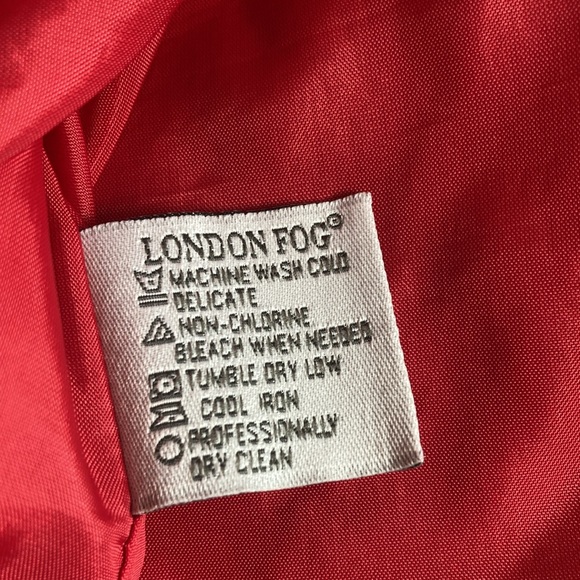 LONDON FOG®
MACHINE WASH COLD
DELICATE
NON-CHLORINE
BLEACH WHEN NEEDED
TUMBLE DRY LOW
COOL IRON
PROFESSIONALLY
DRY CLEAN